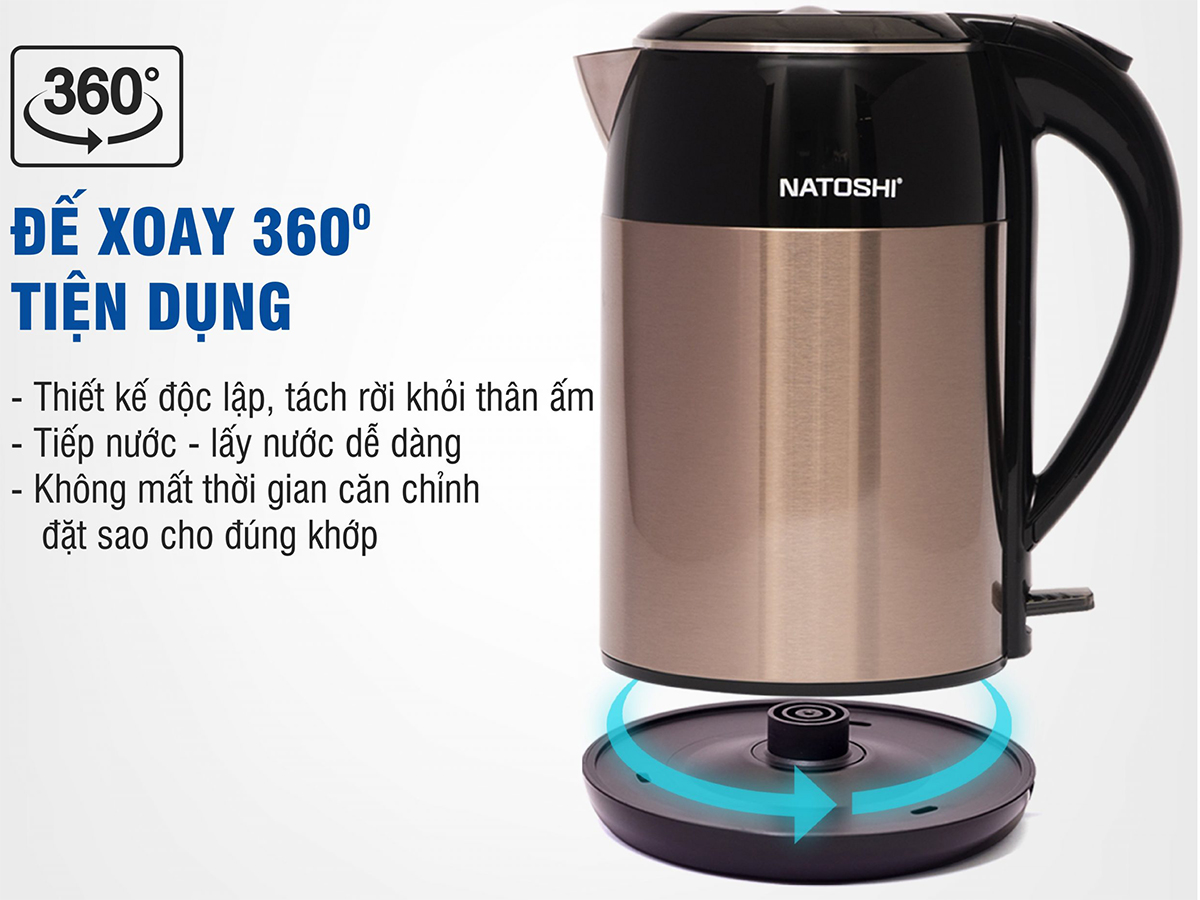 360°
ĐẾ XOAY 360⁰
TIỆN DỤNG
- Thiết kế độc lập, tách rời khỏi thân ấm
- Tiếp nước - lấy nước dễ dàng
- Không mất thời gian căn chỉnh
đặt sao cho đúng khớp
NATOSHI®